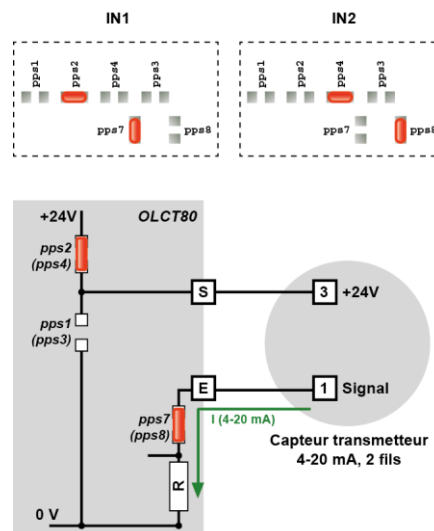 IN1
IN2
pps1
pps2
pps4
pps3
pps7
pps8
pps1
pps2
pps4
pps3
pps7
pps8
+24V
OLCT80
pps2
(pps4)
S
3
+24V
pps1
(pps3)
E
1
Signal
I (4-20 mA)
pps7
(pps8)
Capteur transmetteur
4-20 mA, 2 fils
R
0 V